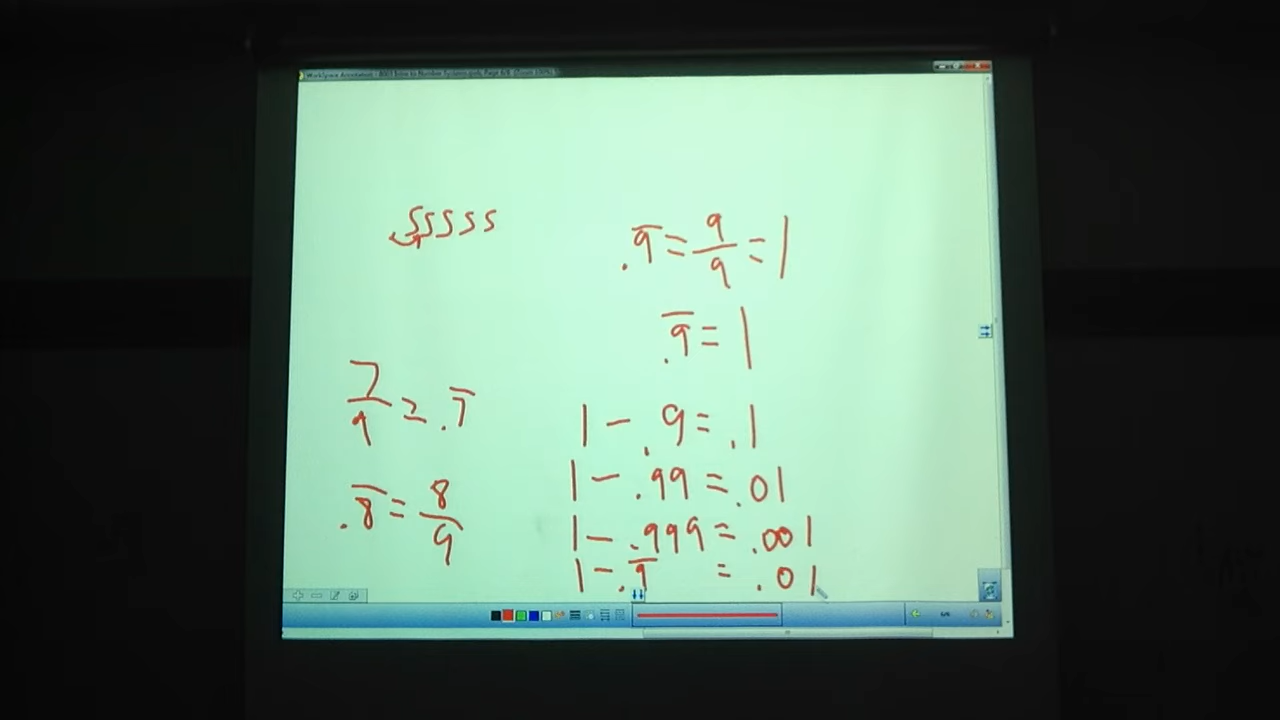 SSSSS
.9̅ = 9/9 = 1
.9̅ = 1
7/9 = .7̅
.8̅ = 8/9
1 - .9 = .1
1 - .99 = .01
1 - .999 = .001
1 - .9̅ = .01